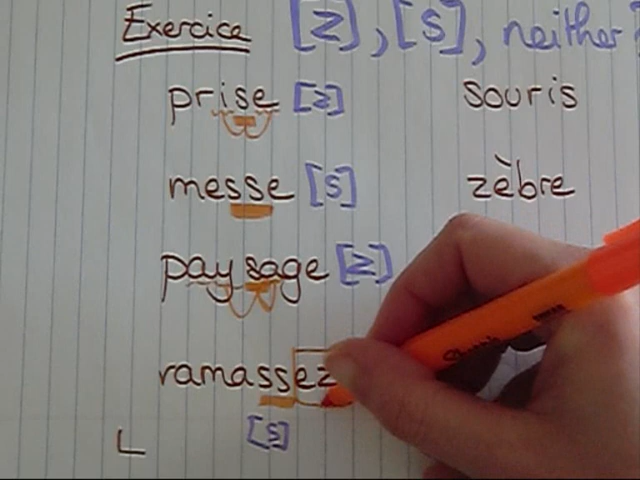 Exercice [z], [s], neither?
prise [z] souris
messe [s] zèbre
paysage [z]
ramassez
[s]